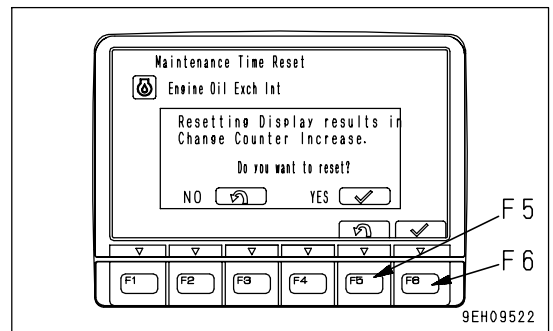 Maintenance Time Reset
Engine Oil Exch Int
Resetting Display results in
Change Counter Increase.
Do you want to reset?
NO YES
F5
F1 F2 F3 F4 F5 F6
F6
9EH09522